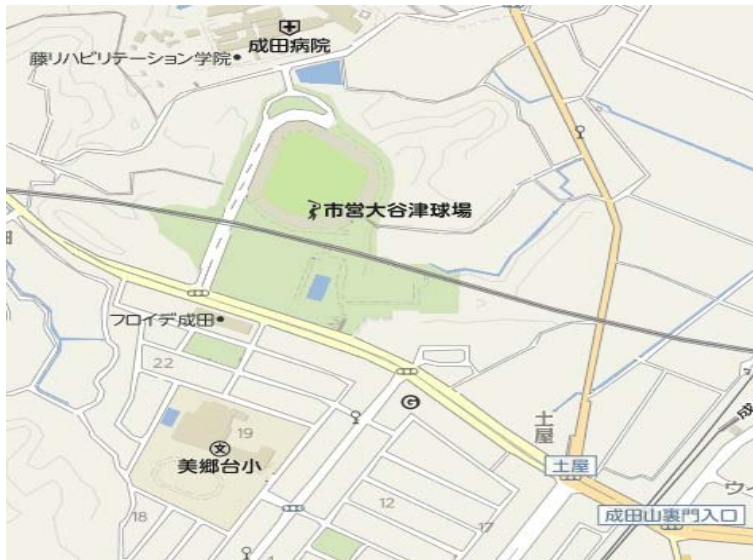 成田病院
藤リハビリテーション学院
市営大谷津球場
フロイデ成田
22
19
文
美郷台小
18
12
17
G
土屋
土屋
成田山裏門入口